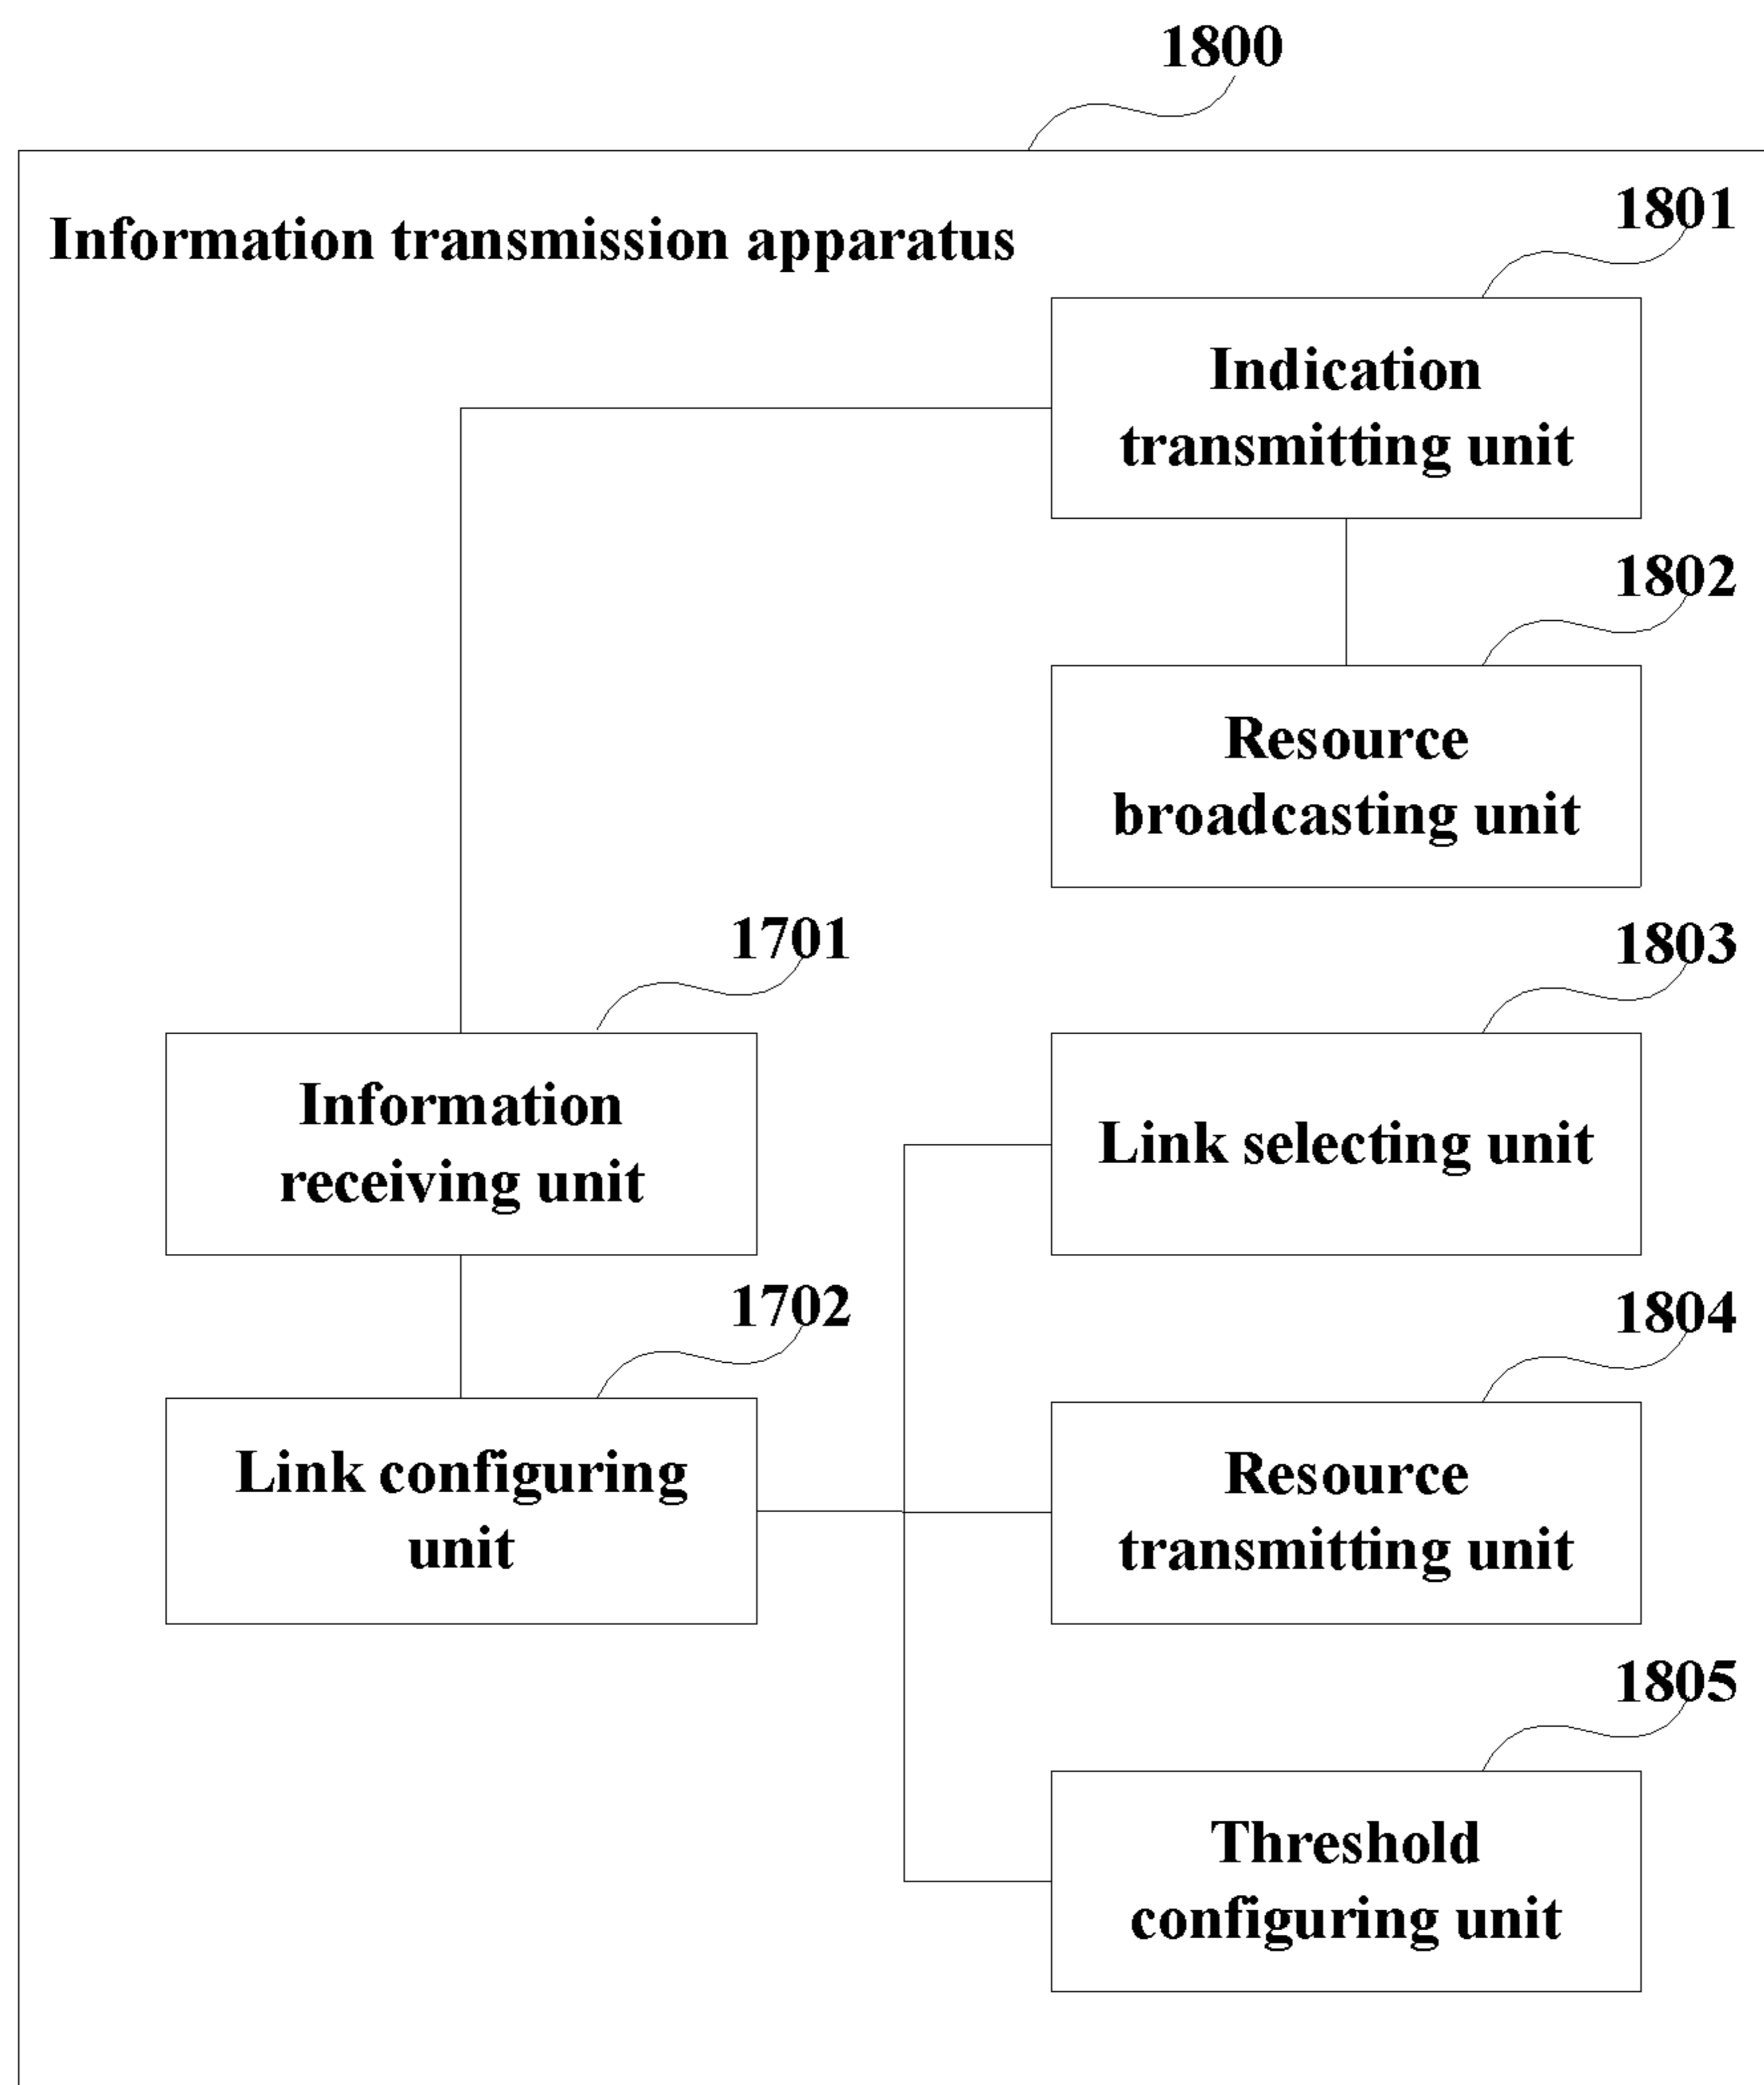 1800
Information transmission apparatus
1801
Indication
transmitting unit
1802
Resource
broadcasting unit
1701
Information
receiving unit
1803
Link selecting unit
1702
Link configuring
unit
1804
Resource
transmitting unit
1805
Threshold
configuring unit